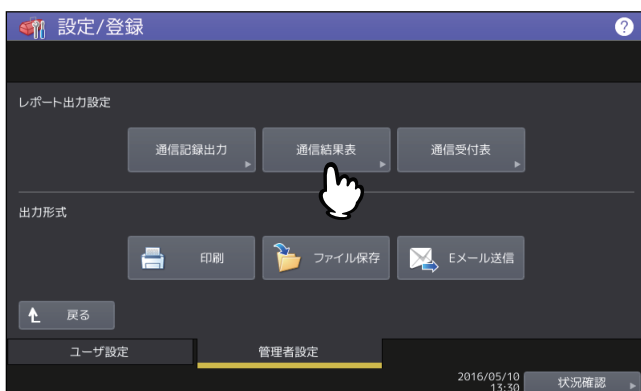 設定/登録
?
レポート出力設定
通信記録出力
通信結果表
通信受付表
出力形式
印刷
ファイル保存
Eメール送信
戻る
ユーザ設定
管理者設定
2016/05/10
13:30
状況確認